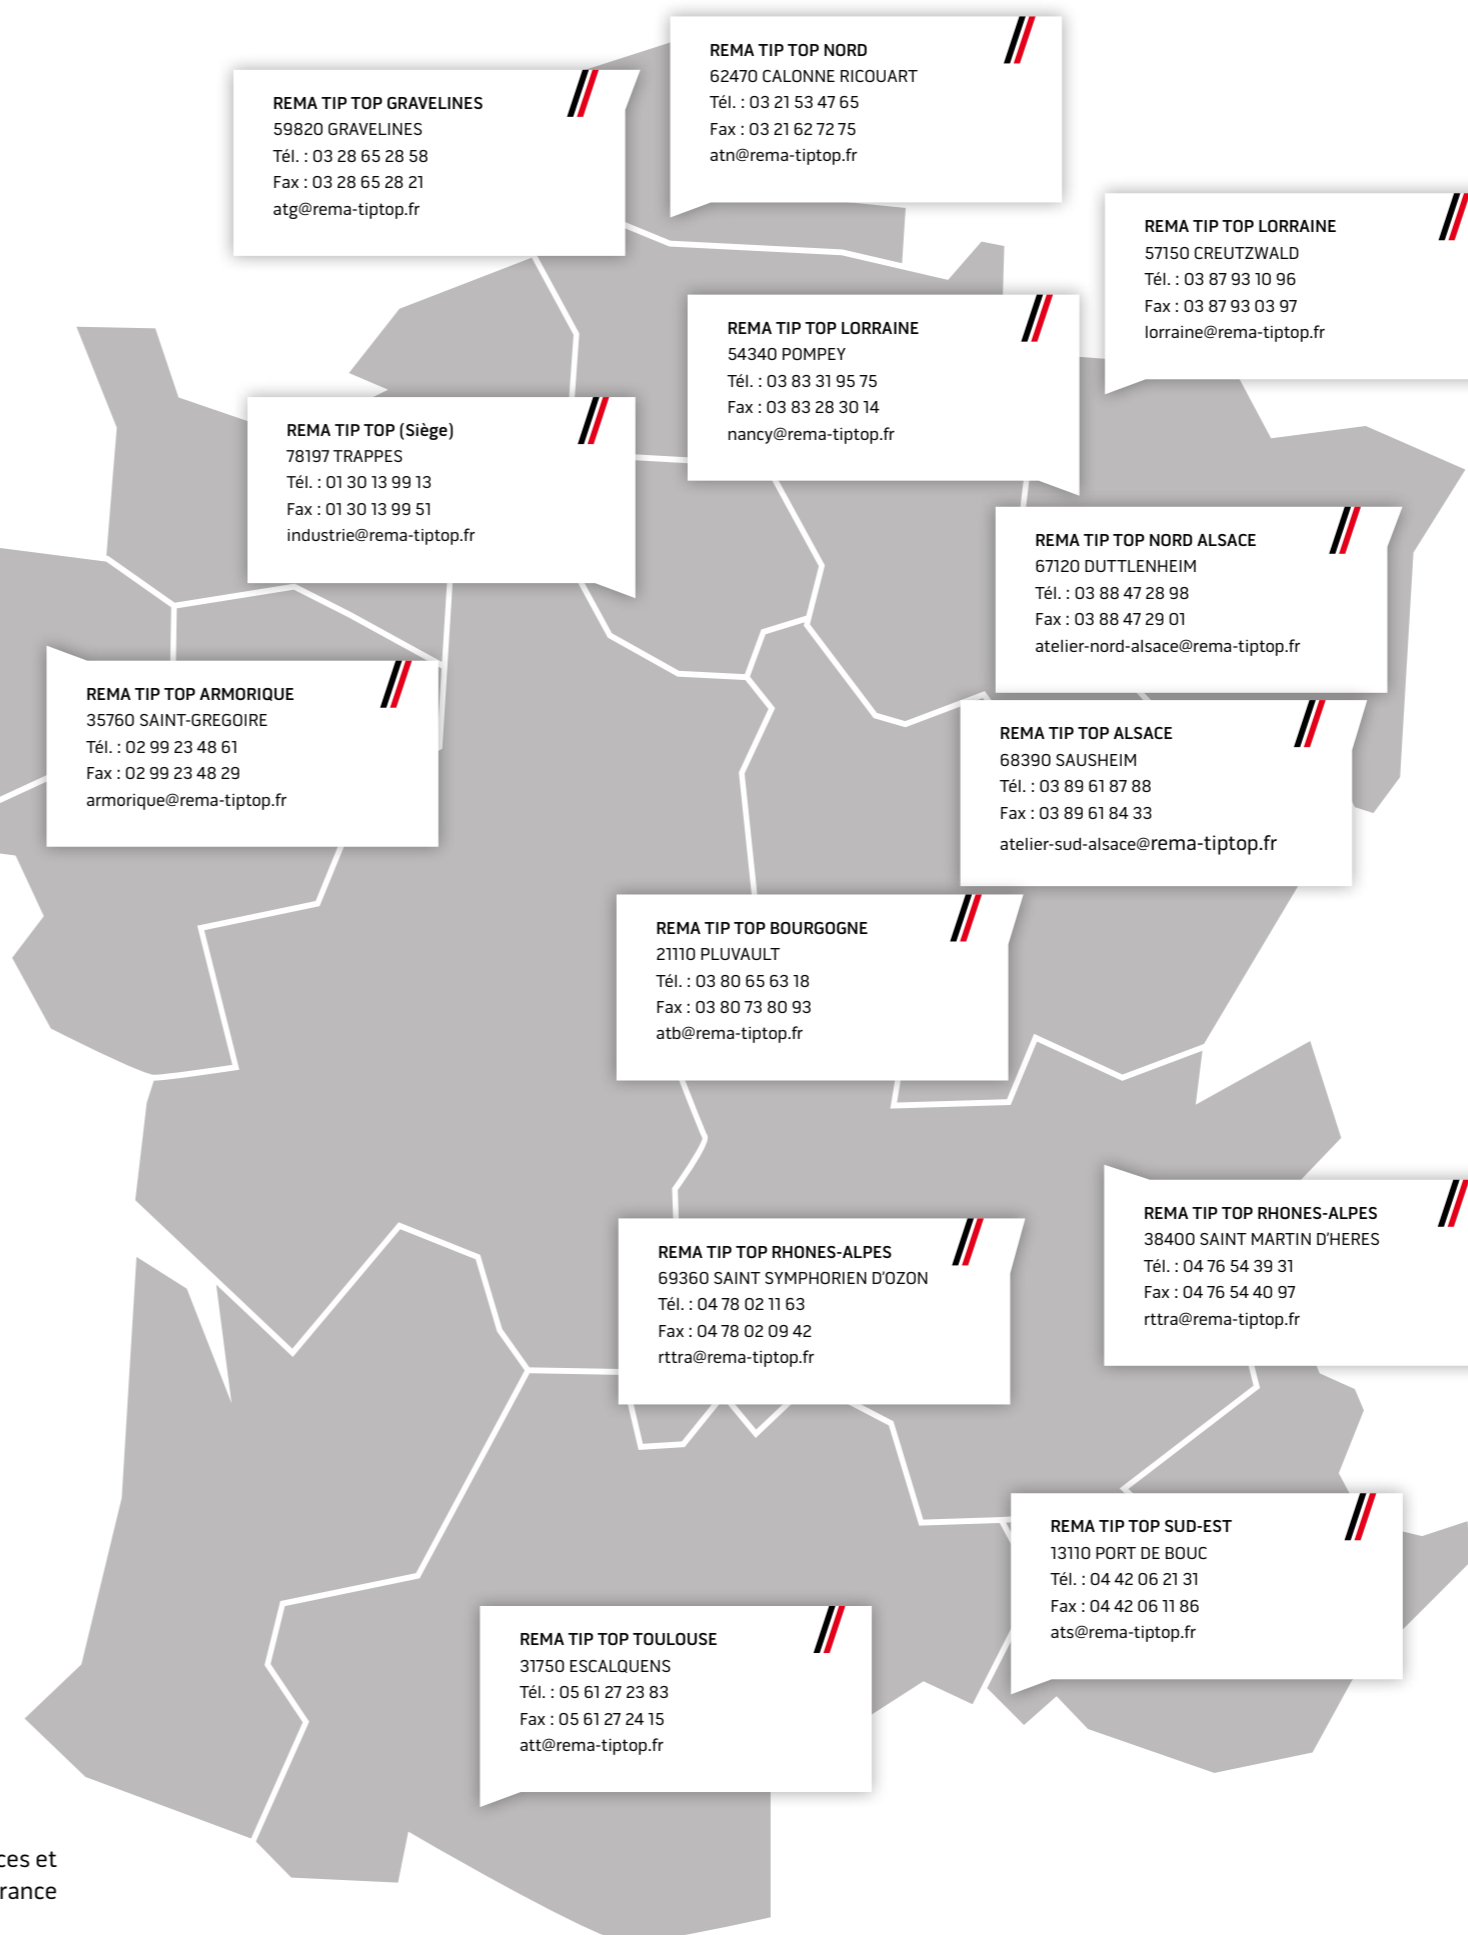 REMA TIP TOP NORD
62470 CALONNE RICOUART
Tél. : 03 21 53 47 65
Fax : 03 21 62 72 75
atn@rema-tiptop.fr
REMA TIP TOP GRAVELINES
59820 GRAVELINES
Tél. : 03 28 65 28 58
Fax : 03 28 65 28 21
atg@rema-tiptop.fr
REMA TIP TOP LORRAINE
57150 CREUTZWALD
Tél. : 03 87 93 10 96
Fax : 03 87 93 03 97
lorraine@rema-tiptop.fr
REMA TIP TOP LORRAINE
54340 POMPEY
Tél. : 03 83 31 95 75
Fax : 03 83 28 30 14
nancy@rema-tiptop.fr
REMA TIP TOP (Siège)
78197 TRAPPES
Tél. : 01 30 13 99 13
Fax : 01 30 13 99 51
industrie@rema-tiptop.fr
REMA TIP TOP NORD ALSACE
67120 DUTTLENHEIM
Tél. : 03 88 47 28 98
Fax : 03 88 47 29 01
atelier-nord-alsace@rema-tiptop.fr
REMA TIP TOP ARMORIQUE
35760 SAINT-GREGOIRE
Tél. : 02 99 23 48 61
Fax : 02 99 23 48 29
armorique@rema-tiptop.fr
REMA TIP TOP ALSACE
68390 SAUSHEIM
Tél. : 03 89 61 87 88
Fax : 03 89 61 84 33
atelier-sud-alsace@rema-tiptop.fr
REMA TIP TOP BOURGOGNE
21110 PLUVAULT
Tél. : 03 80 65 63 18
Fax : 03 80 73 80 93
atb@rema-tiptop.fr
REMA TIP TOP RHONES-ALPES
38400 SAINT MARTIN D'HERES
Tél. : 04 76 54 39 31
Fax : 04 76 54 40 97
rttra@rema-tiptop.fr
REMA TIP TOP RHONES-ALPES
69360 SAINT SYMPHORIEN D'OZON
Tél. : 04 78 02 11 63
Fax : 04 78 02 09 42
rttra@rema-tiptop.fr
REMA TIP TOP SUD-EST
13110 PORT DE BOUC
Tél. : 04 42 06 21 31
Fax : 04 42 06 11 86
ats@rema-tiptop.fr
REMA TIP TOP TOULOUSE
31750 ESCALQUENS
Tél. : 05 61 27 23 83
Fax : 05 61 27 24 15
att@rema-tiptop.fr
ces et
rance